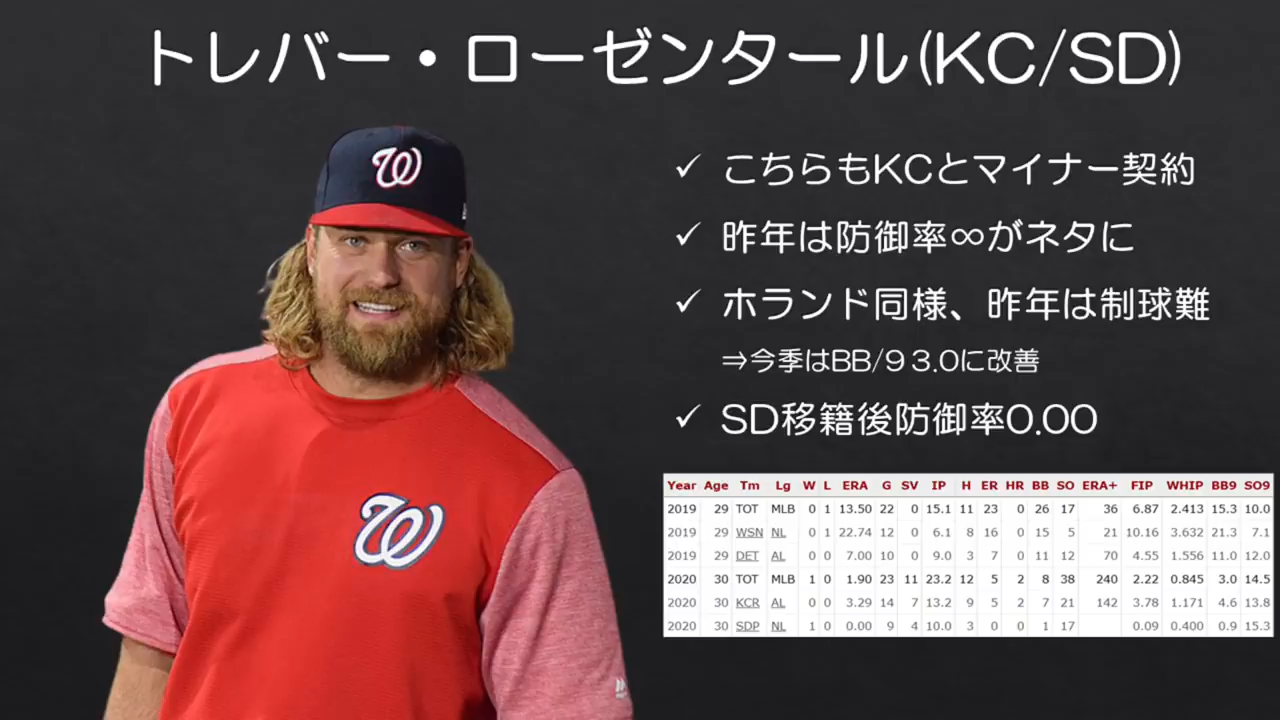 トレバー・ローゼンタール(KC/SD)
✓ こちらもKCとマイナー契約
✓ 昨年は防御率∞がネタに
✓ ホランド同様、昨年は制球難
⇒今季はBB/9 3.0に改善
✓ SD移籍後防御率0.00
Year Age Tm Lg W L ERA G SV IP H ER HR BB SO ERA+ FIP WHIP BB9 SO9
2019 29 TOT MLB 0 1 13.50 22 0 15.1 11 23 0 26 17 36 6.87 2.413 15.3 10.0
2019 29 WSN NL 0 1 22.74 12 0 6.1 8 16 0 15 5 21 10.16 3.632 21.3 7.1
2019 29 DET AL 0 0 7.00 10 0 9.0 3 7 0 11 12 70 4.55 1.556 11.0 12.0
2020 30 TOT MLB 1 0 1.90 23 11 23.2 12 5 2 8 38 240 2.22 0.845 3.0 14.5
2020 30 KCR AL 0 0 3.29 14 7 13.2 9 5 2 7 21 142 3.78 1.171 4.6 13.8
2020 30 SDP NL 1 0 0.00 9 4 10.0 3 0 0 1 17 0.09 0.400 0.9 15.3
W
W